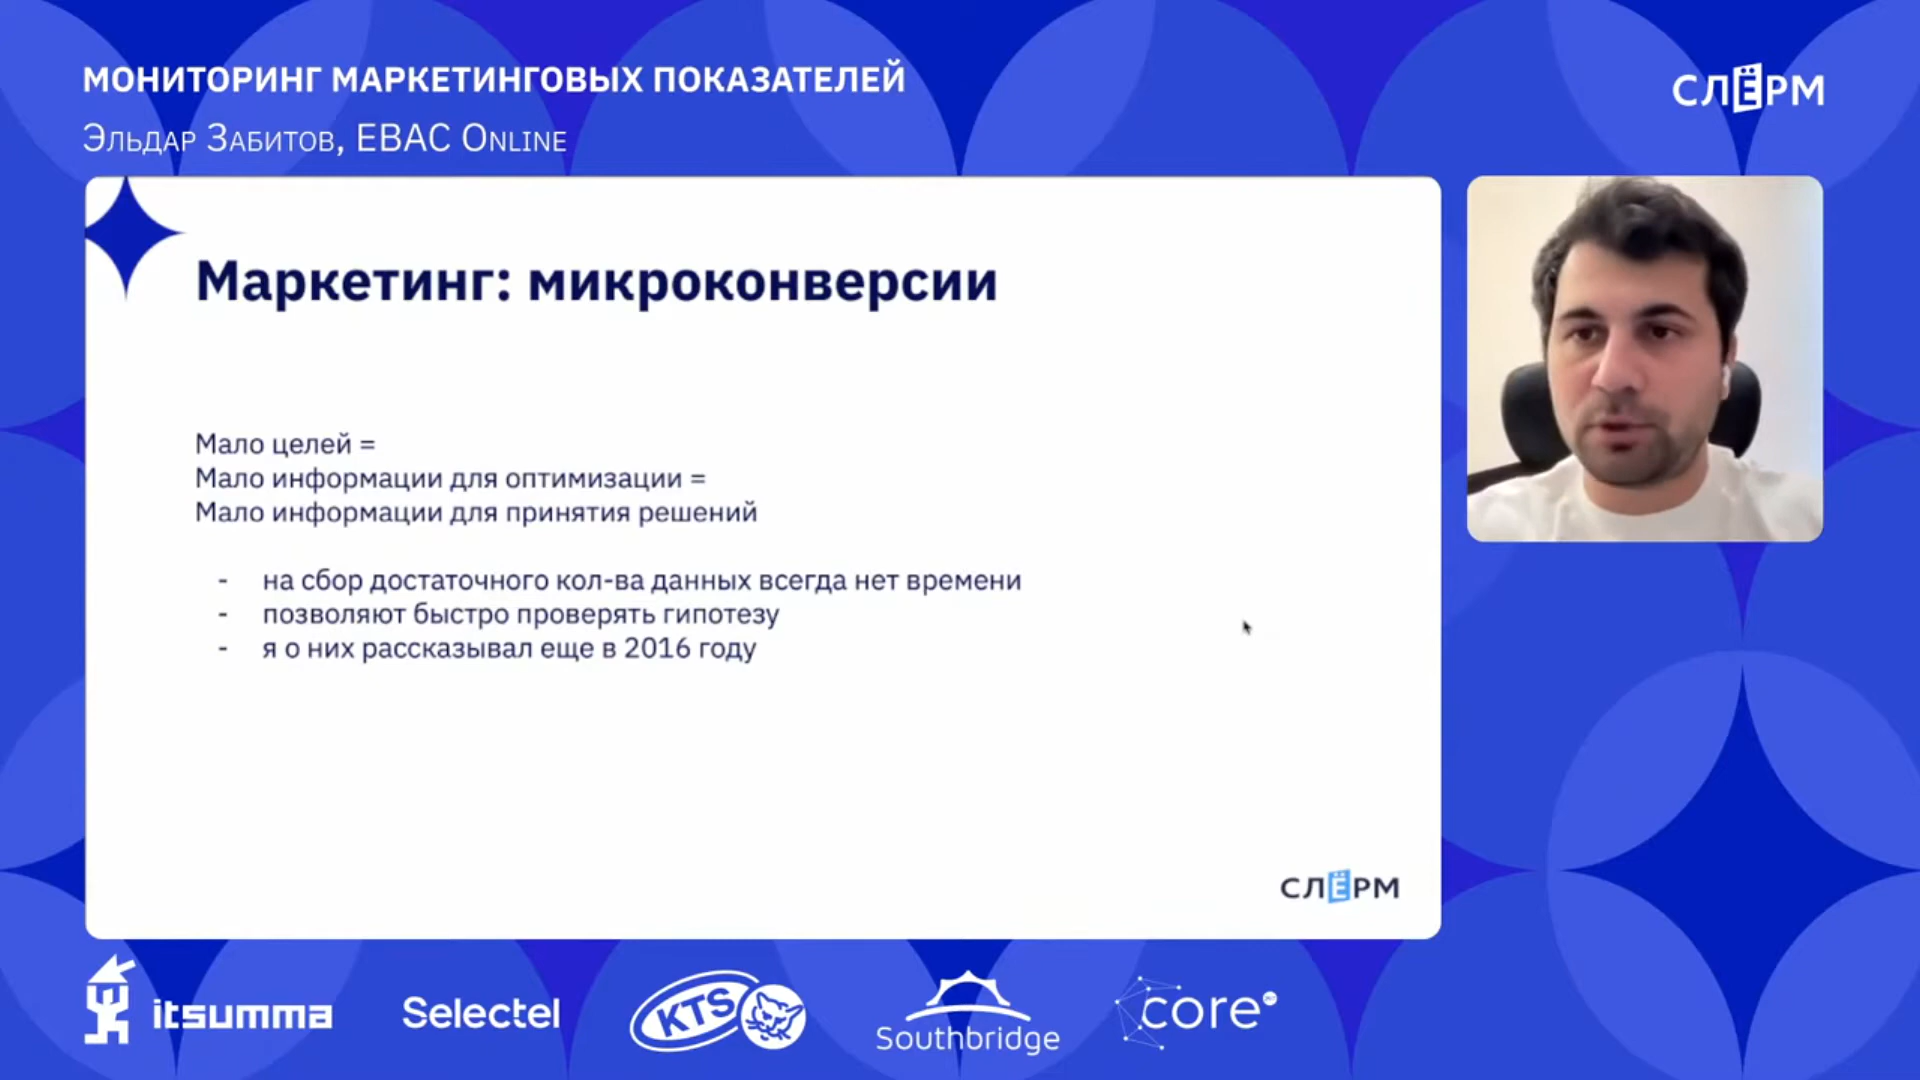 МОНИТОРИНГ МАРКЕТИНГОВЫХ ПОКАЗАТЕЛЕЙ
Эльдар Забитов, EBAC Online
СЛЁРМ
Маркетинг: микроконверсии
Мало целей =
Мало информации для оптимизации =
Мало информации для принятия решений
- на сбор достаточного кол-ва данных всегда нет времени
- позволяют быстро проверять гипотезу
- я о них рассказывал еще в 2016 году
СЛЁРМ
itsumma
Selectel
KTS
Southbridge
core